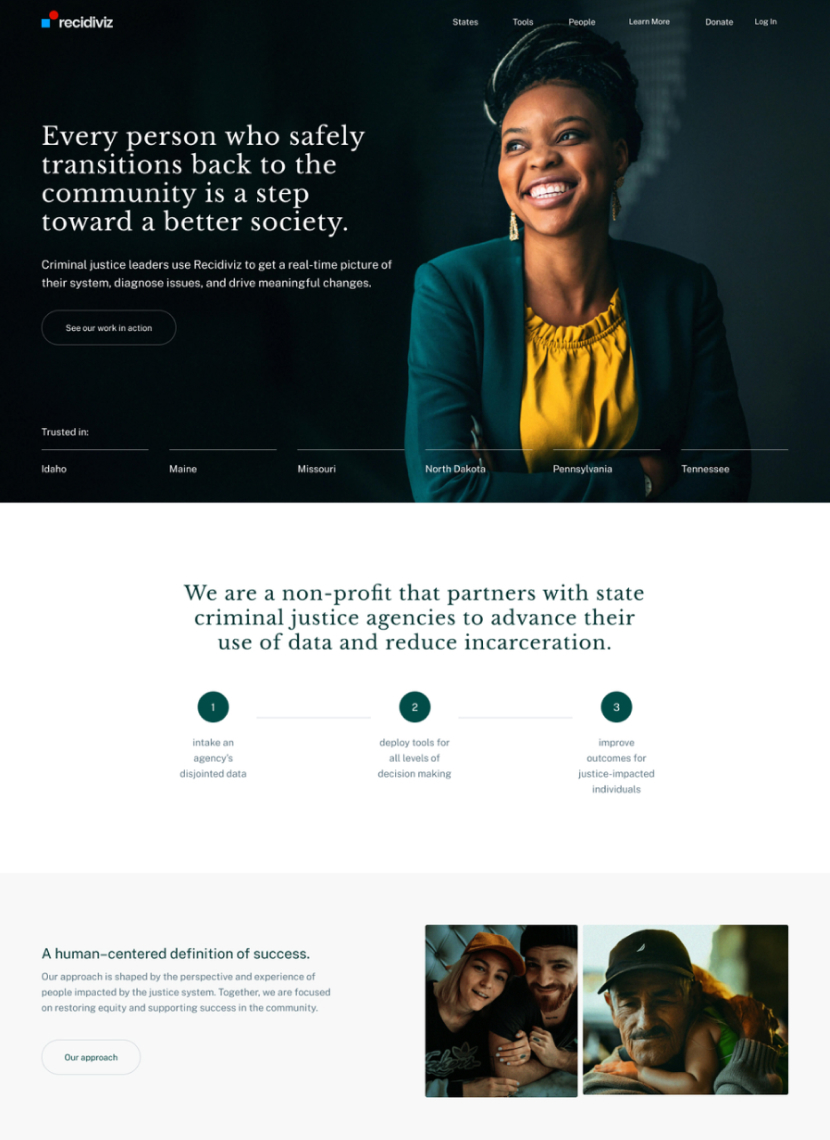 recidiviz
States Tools People Learn More Donate Log In
Every person who safely
transitions back to the
community is a step
toward a better society.
Criminal justice leaders use Recidiviz to get a real-time picture of
their system, diagnose issues, and drive meaningful changes.
See our work in action
Trusted in:
Idaho Maine Missouri North Dakota Pennsylvania Tennessee
We are a non-profit that partners with state
criminal justice agencies to advance their
use of data and reduce incarceration.
1
intake an
agency's
disjointed data
2
deploy tools for
all levels of
decision making
3
improve
outcomes for
justice-impacted
individuals
A human–centered definition of success.
Our approach is shaped by the perspective and experience of
people impacted by the justice system. Together, we are focused
on restoring equity and supporting success in the community.
Our approach